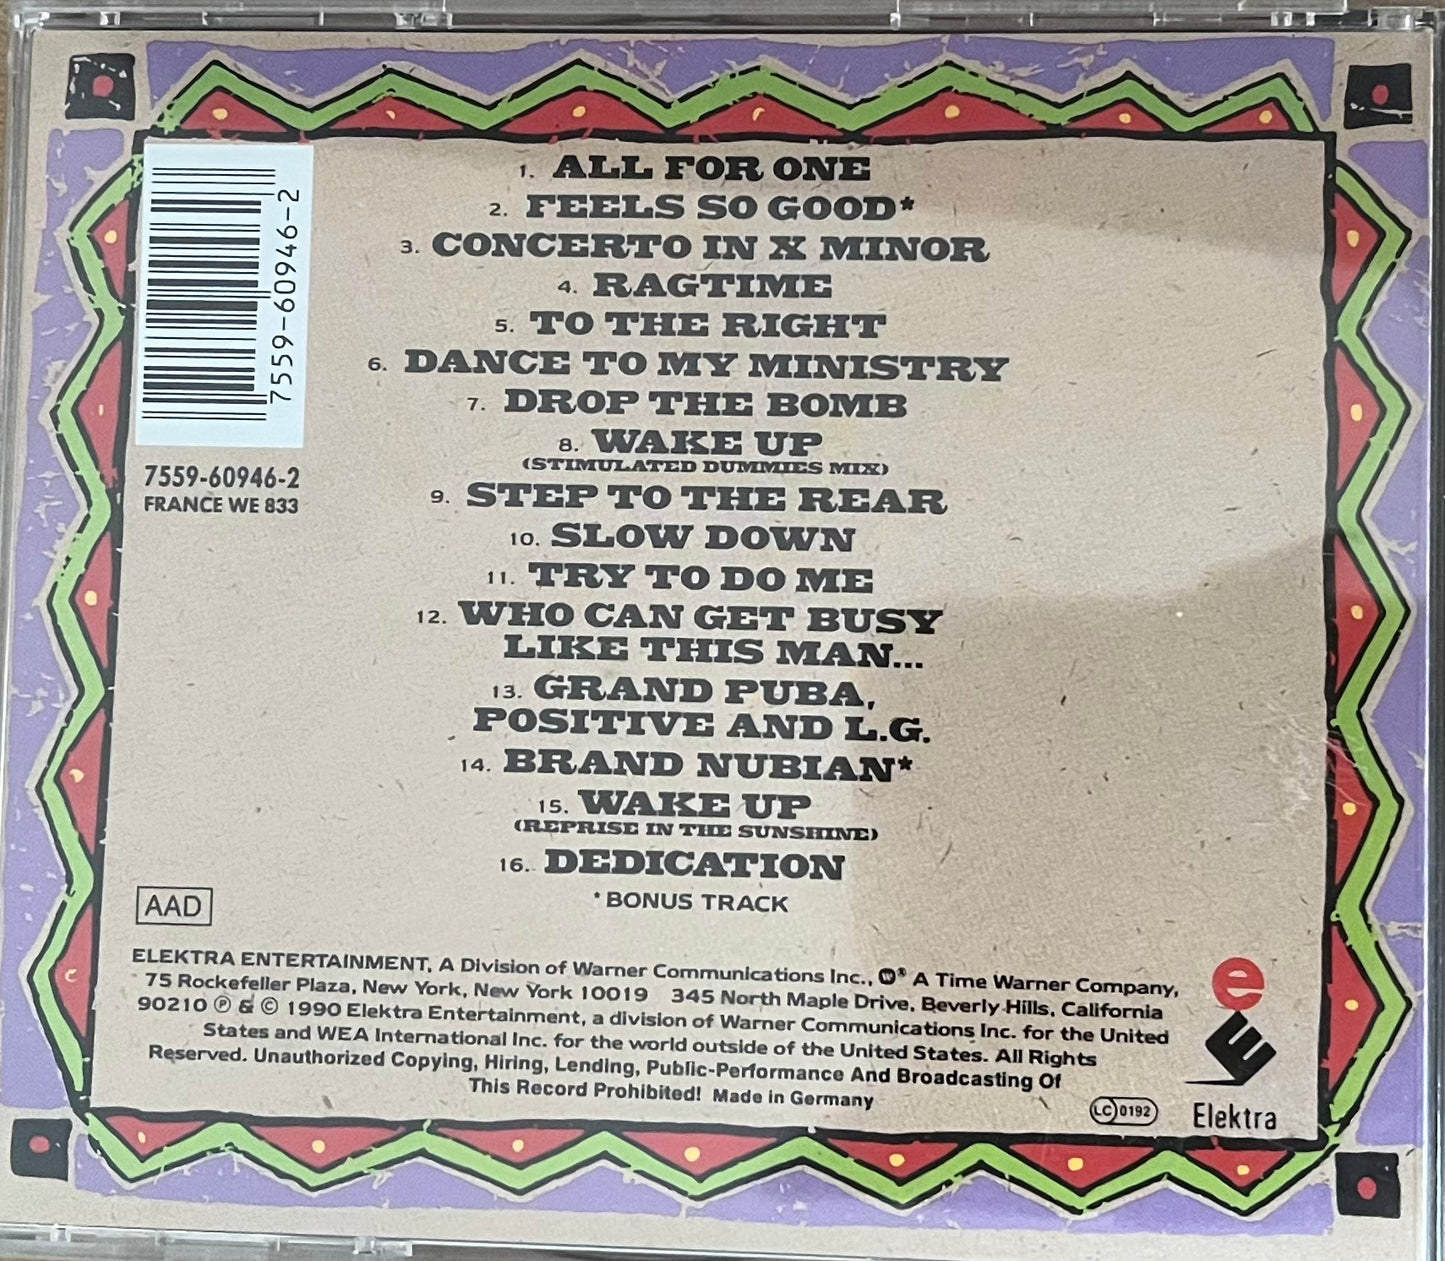 1. ALL FOR ONE
2. FEELS SO GOOD*
3. CONCERTO IN X MINOR
4. RAGTIME
5. TO THE RIGHT
6. DANCE TO MY MINISTRY
7. DROP THE BOMB
8. WAKE UP
(STIMULATED DUMMIES MIX)
9. STEP TO THE REAR
10. SLOW DOWN
11. TRY TO DO ME
12. WHO CAN GET BUSY
LIKE THIS MAN...
13. GRAND PUBA,
POSITIVE AND L.G.
14. BRAND NUBIAN*
15. WAKE UP
(REPRISE IN THE SUNSHINE)
16. DEDICATION
*BONUS TRACK
7559-60946-2
7559-60946-2
FRANCE WE 833
AAD
ELEKTRA ENTERTAINMENT, A Division of Warner Communications Inc., W® A Time Warner Company,
75 Rockefeller Plaza, New York, New York 10019 345 North Maple Drive, Beverly Hills, California
90210 ℗ & © 1990 Elektra Entertainment, a division of Warner Communications Inc. for the United
States and WEA International Inc. for the world outside of the United States. All Rights
Reserved. Unauthorized Copying, Hiring, Lending, Public-Performance And Broadcasting Of
This Record Prohibited! Made in Germany
LC 0192
e
Elektra